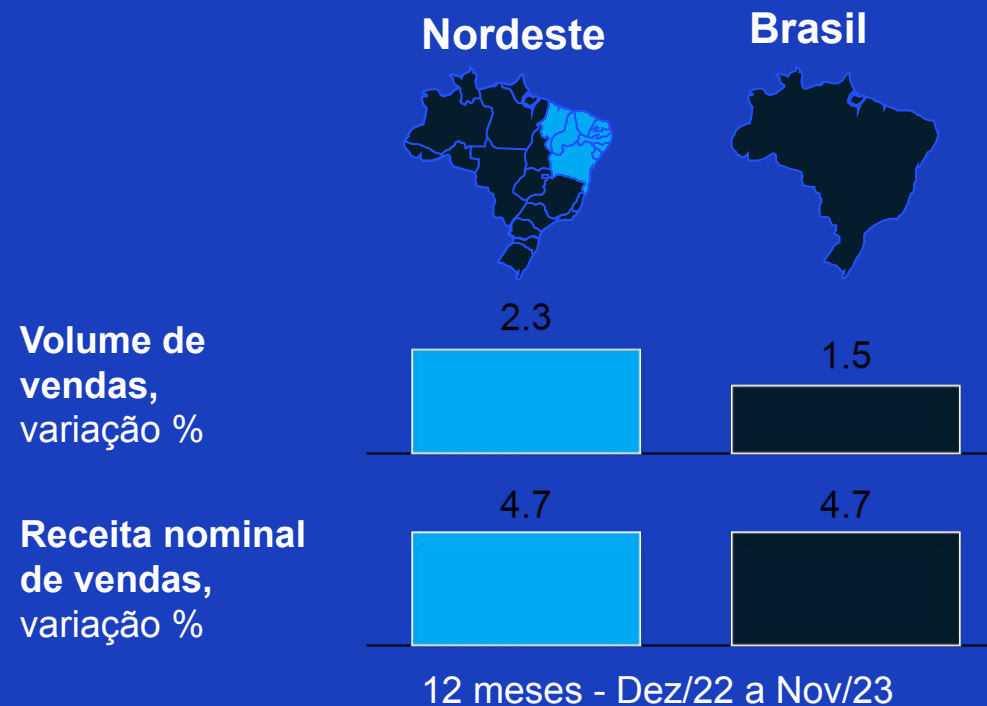 Nordeste
Brasil
Volume de
vendas,
variação %
2.3
1.5
Receita nominal
de vendas,
variação %
4.7
4.7
12 meses - Dez/22 a Nov/23